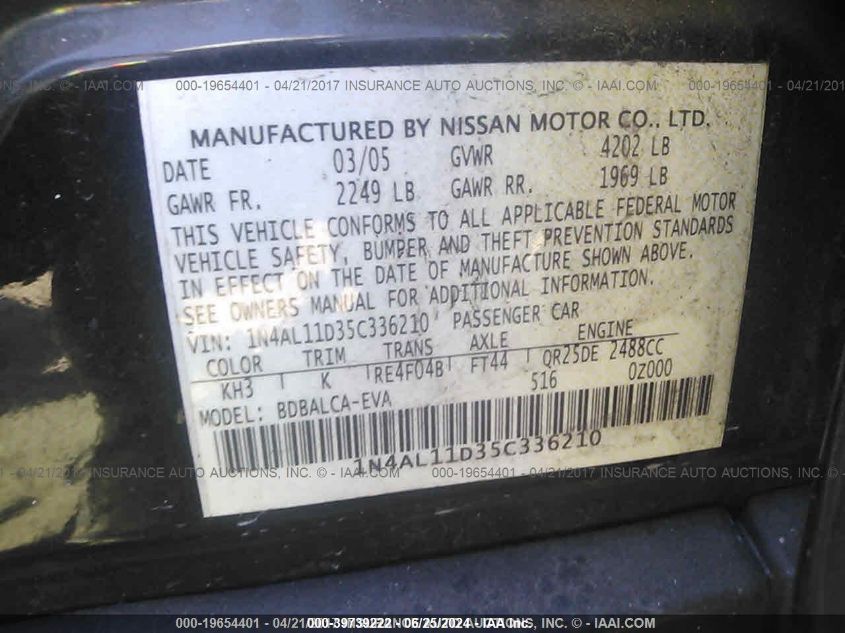 000-19654401 - 04/21/2017 INSURANCE AUTO AUCTIONS, INC. © - IAAI.COM
MANUFACTURED BY NISSAN MOTOR CO., LTD.
DATE 03/05 GVWR 4202 LB
GAWR FR. 2249 LB GAWR RR. 1969 LB
THIS VEHICLE CONFORMS TO ALL APPLICABLE FEDERAL MOTOR
VEHICLE SAFETY, BUMPER AND THEFT PREVENTION STANDARDS
IN EFFECT ON THE DATE OF MANUFACTURE SHOWN ABOVE.
SEE OWNERS MANUAL FOR ADDITIONAL INFORMATION.
VIN: 1N4AL11D35C336210 PASSENGER CAR
COLOR TRIM TRANS AXLE ENGINE
KH3 K RE4F04B FT44 QR25DE 2488CC
MODEL: BDBALCA-EVA 516 0Z000
1N4AL11D35C336210
000-19654401 - 04/21/2017 INSURANCE AUTO AUCTIONS, INC. © - IAAI.COM
000-19654401 - 04/21/2017 INSURANCE AUTO AUCTIONS, INC. © - IAAI.COM
000-39739222 - 06/25/2024 - IAA Inc.